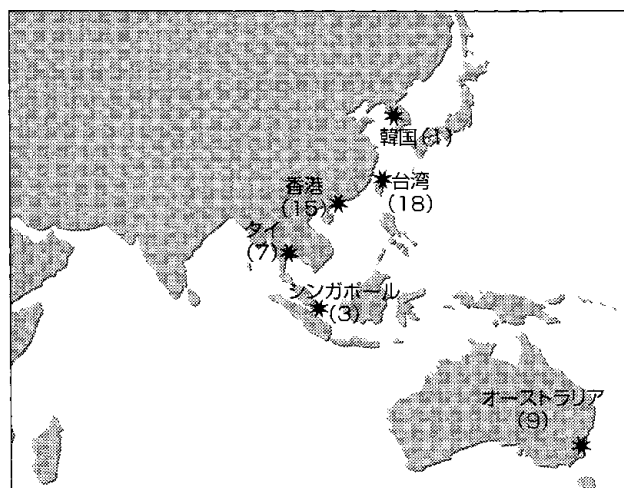 韓国(1)
台湾
(18)
香港
(15)
タイ
(7)
シンガポール
(3)
オーストラリア
(9)